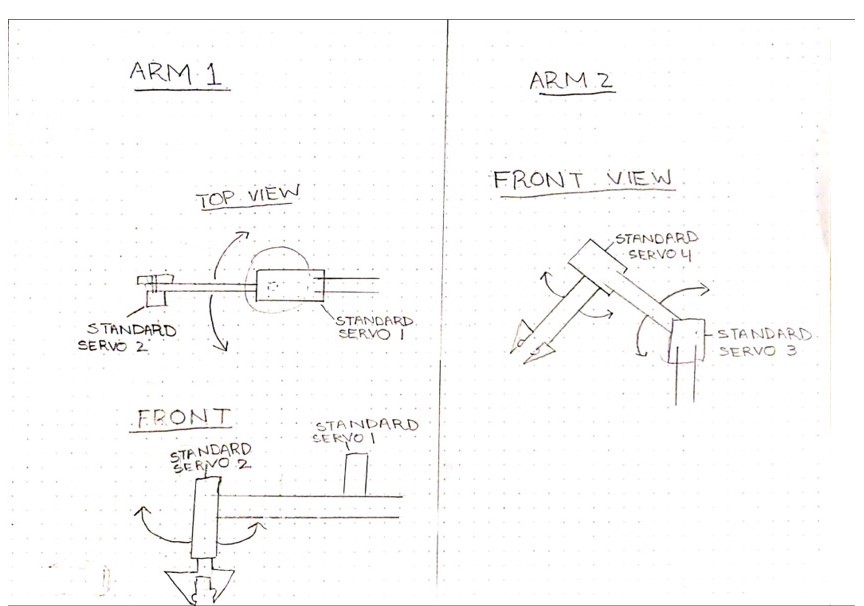 ARM 1
TOP VIEW
STANDARD
SERVO 2
STANDARD
SERVO 1
FRONT
STANDARD
SERVO 2
STANDARD
SERVO 1
ARM 2
FRONT VIEW
STANDARD
SERVO 4
STANDARD
SERVO 3